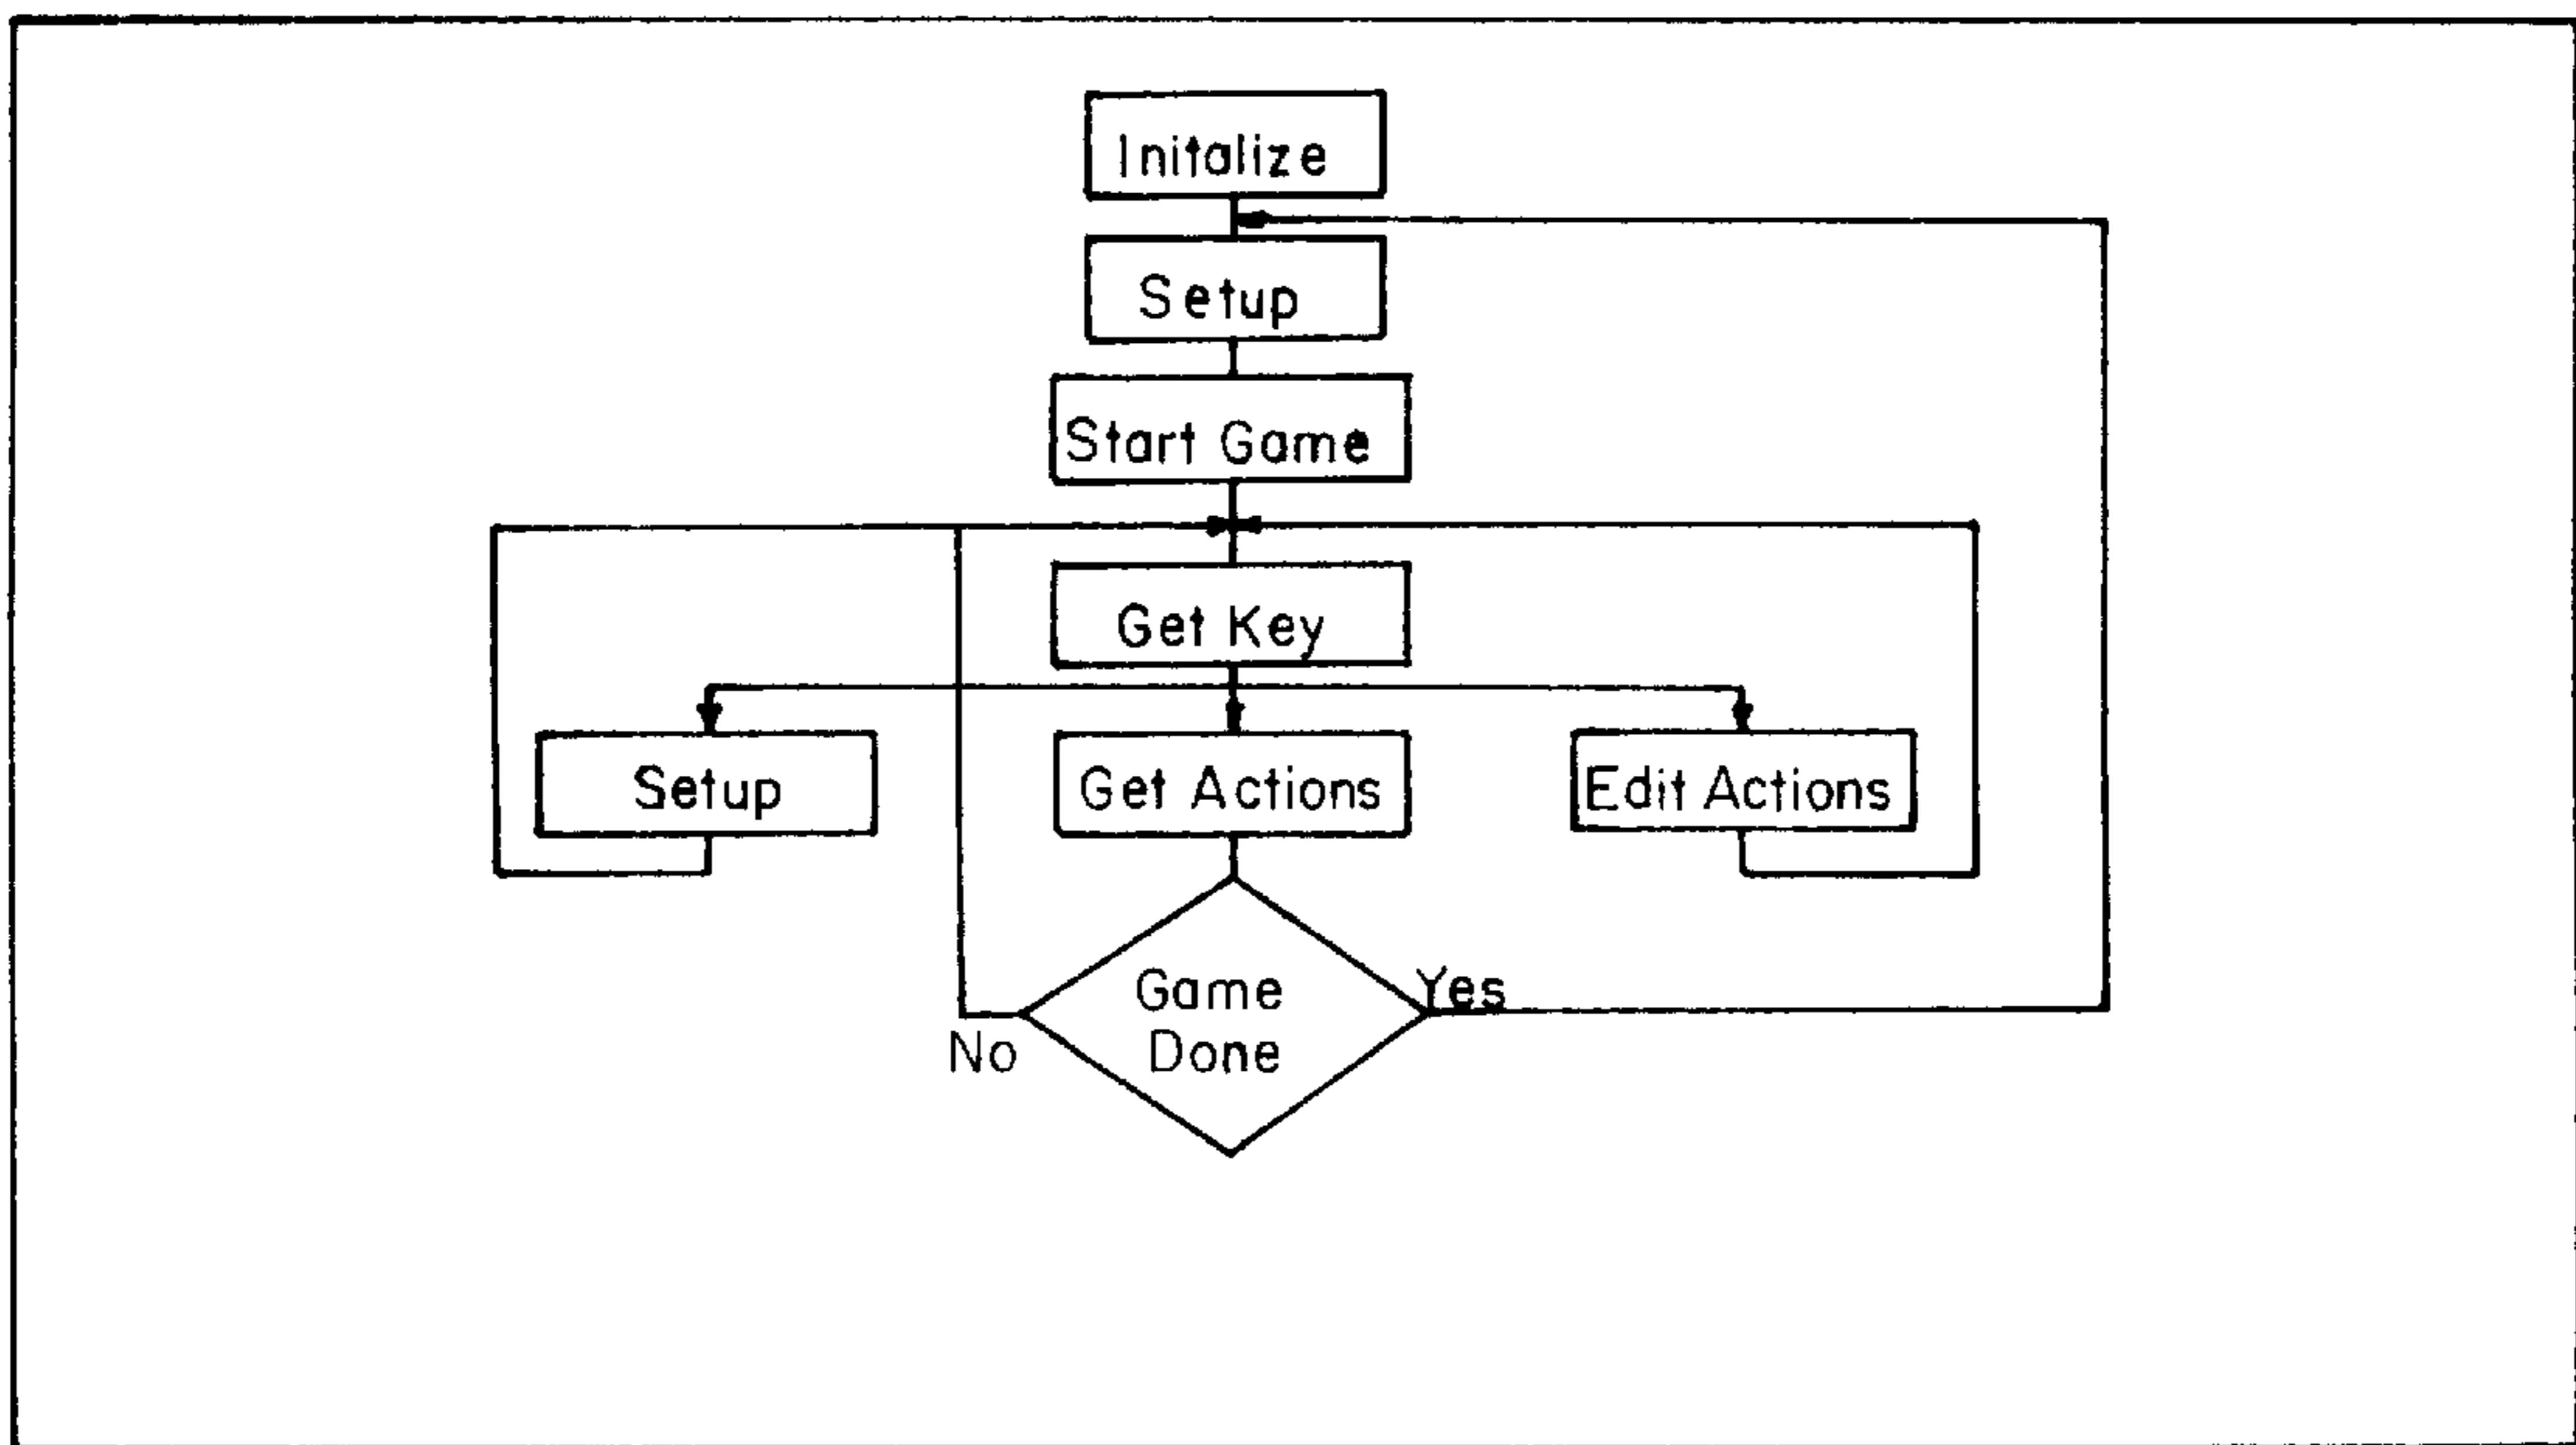 Initalize
Setup
Start Game
Get Key
Setup
Get Actions
Edit Actions
Game
Done
Yes
No